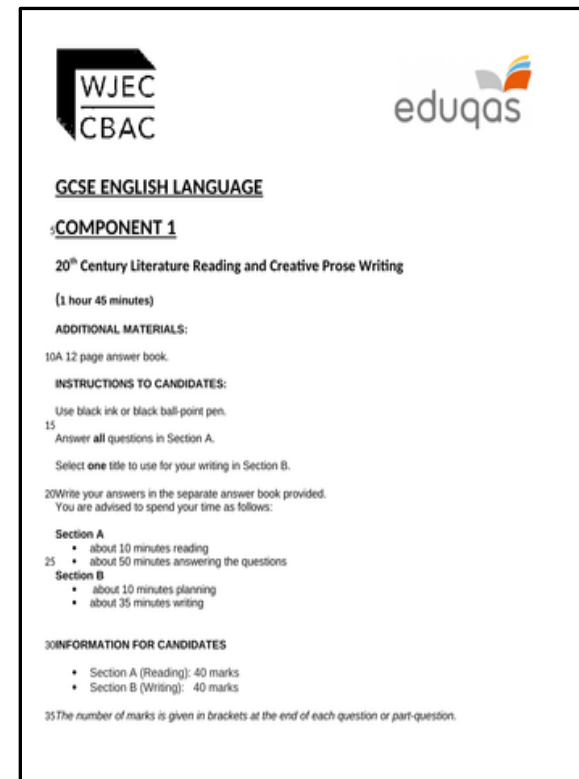 WJEC
CBAC
eduqas
GCSE ENGLISH LANGUAGE
5COMPONENT 1
20th Century Literature Reading and Creative Prose Writing
(1 hour 45 minutes)
ADDITIONAL MATERIALS:
10A 12 page answer book.
INSTRUCTIONS TO CANDIDATES:
Use black ink or black ball-point pen.
15
Answer all questions in Section A.
Select one title to use for your writing in Section B.
20Write your answers in the separate answer book provided.
You are advised to spend your time as follows:
Section A
• about 10 minutes reading
25 • about 50 minutes answering the questions
Section B
• about 10 minutes planning
• about 35 minutes writing
30INFORMATION FOR CANDIDATES
• Section A (Reading): 40 marks
• Section B (Writing): 40 marks
35The number of marks is given in brackets at the end of each question or part-question.